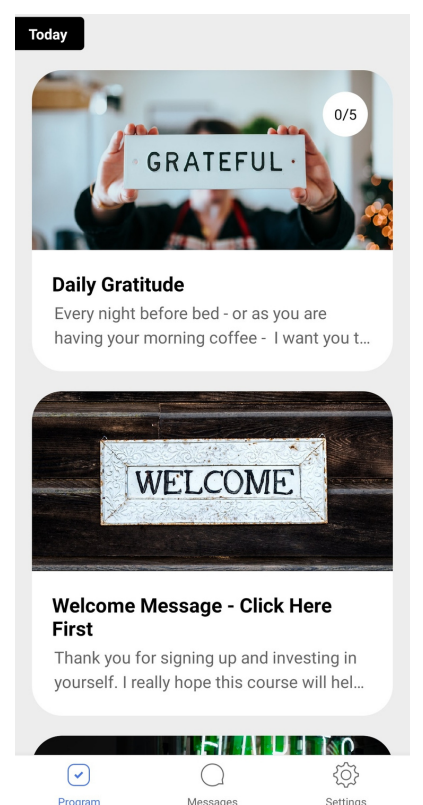 Today
0/5
GRATEFUL
Daily Gratitude
Every night before bed - or as you are
having your morning coffee -  I want you t...
WELCOME
Welcome Message - Click Here
First
Thank you for signing up and investing in
yourself. I really hope this course will hel...
Program
Messages
Settings